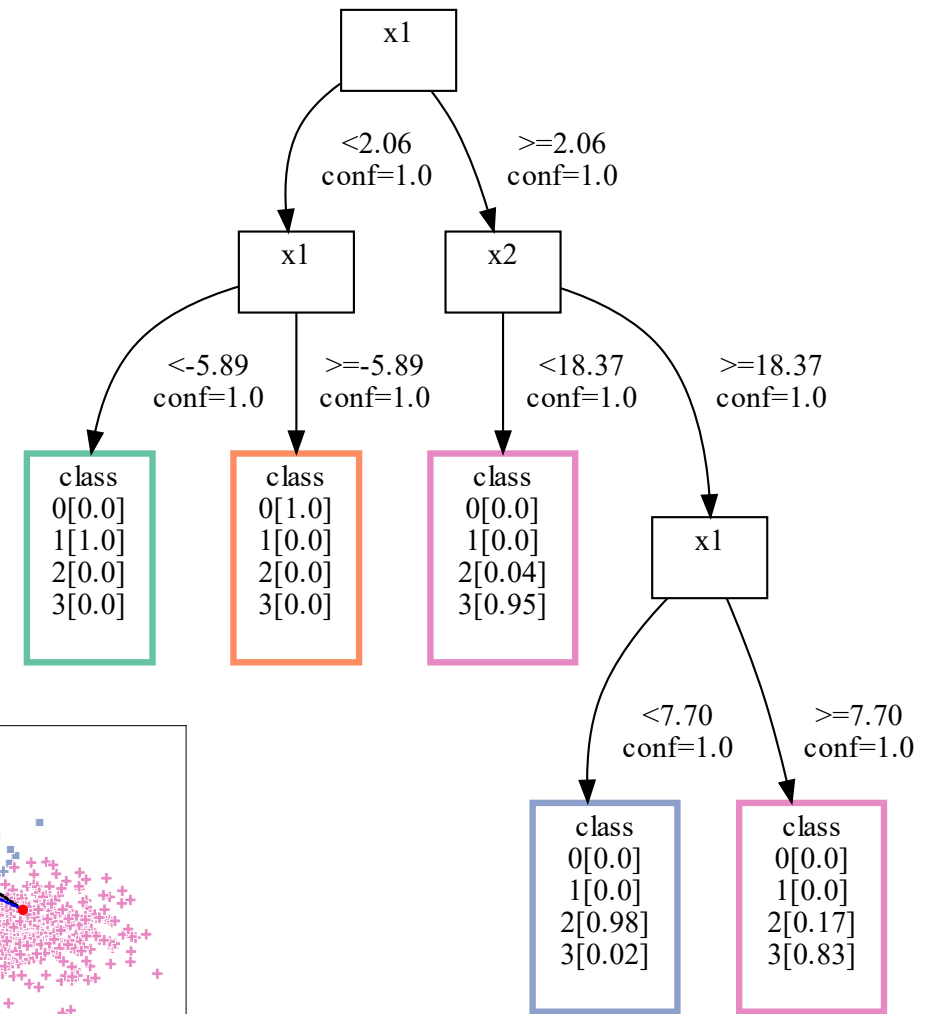 x1
<2.06
conf=1.0
>=2.06
conf=1.0
x1
x2
<-5.89
conf=1.0
>=-5.89
conf=1.0
<18.37
conf=1.0
>=18.37
conf=1.0
class
0[0.0]
1[1.0]
2[0.0]
3[0.0]
class
0[1.0]
1[0.0]
2[0.0]
3[0.0]
class
0[0.0]
1[0.0]
2[0.04]
3[0.95]
x1
<7.70
conf=1.0
>=7.70
conf=1.0
class
0[0.0]
1[0.0]
2[0.98]
3[0.02]
class
0[0.0]
1[0.0]
2[0.17]
3[0.83]